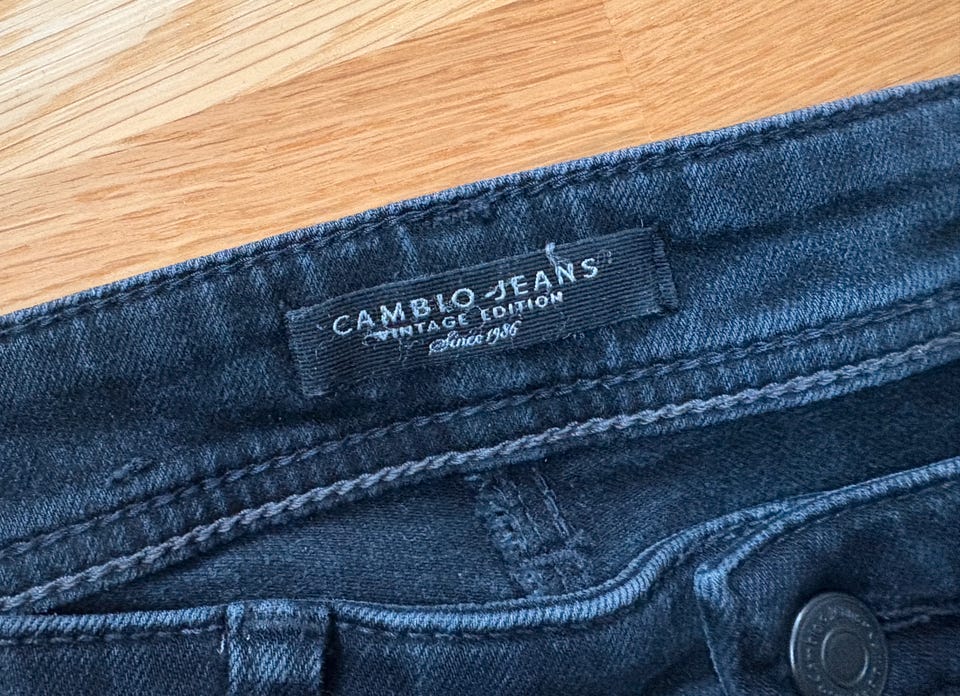 CAMBIO JEANS
VINTAGE EDITION
Since 1986